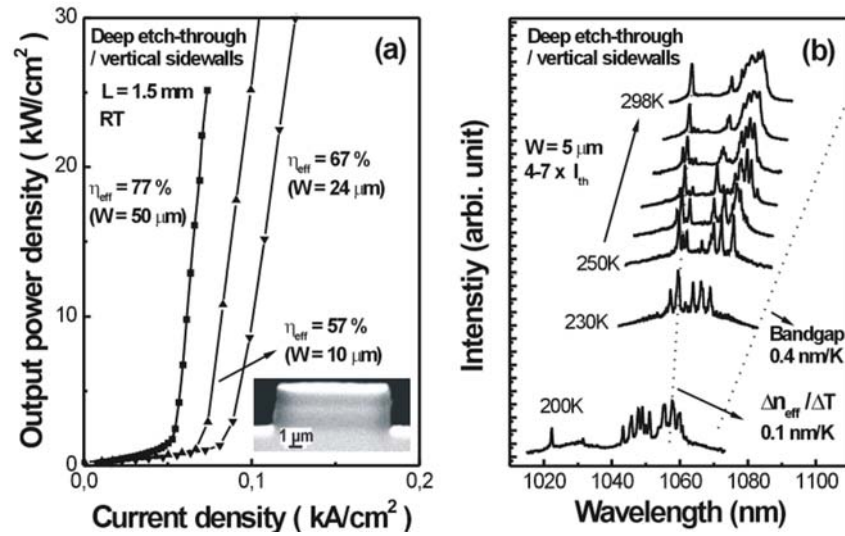 Deep etch-through
/ vertical sidewalls
(a)
L = 1.5 mm
RT
ηeff = 77 %
(W = 50 μm)
ηeff = 67 %
(W = 24 μm)
ηeff = 57 %
(W = 10 μm)
1 μm
30
20
10
0
0,0
0,1
0,2
Output power density ( kW/cm²)
Current density ( kA/cm²)
Deep etch-through
/ vertical sidewalls
(b)
298K
W = 5 μm
4-7 x Ith
250K
230K
Bandgap
0.4 nm/K
200K
Δneff /ΔT
0.1 nm/K
1020 1040 1060 1080 1100
Intenstiy (arbi. unit)
Wavelength (nm)